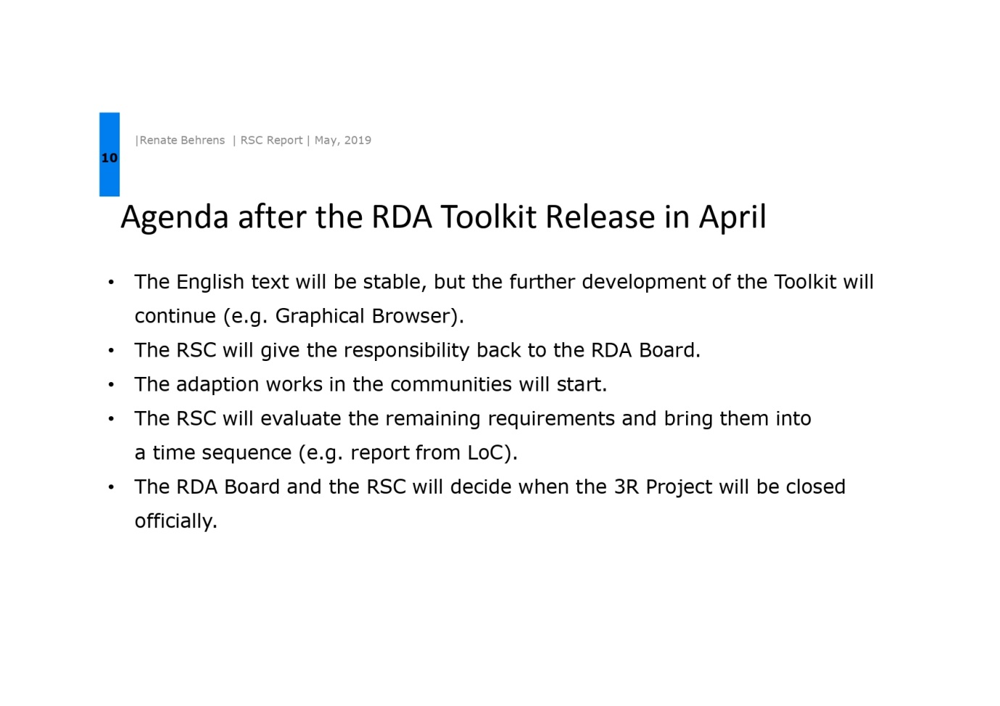 |Renate Behrens  | RSC Report | May, 2019
10
Agenda after the RDA Toolkit Release in April
• The English text will be stable, but the further development of the Toolkit will
continue (e.g. Graphical Browser).
• The RSC will give the responsibility back to the RDA Board.
• The adaption works in the communities will start.
• The RSC will evaluate the remaining requirements and bring them into
a time sequence (e.g. report from LoC).
• The RDA Board and the RSC will decide when the 3R Project will be closed
officially.